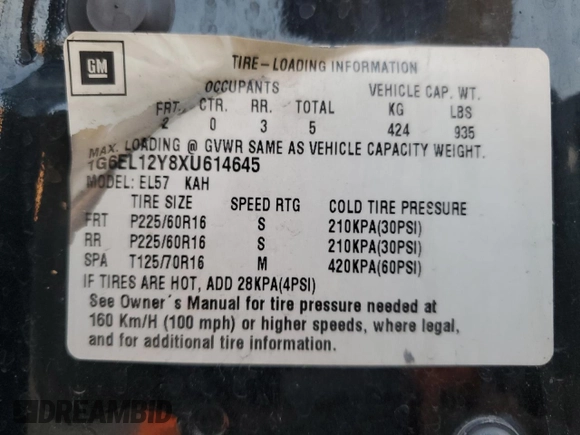 GM
TIRE-LOADING INFORMATION
OCCUPANTS VEHICLE CAP. WT.
FRT. CTR. RR. TOTAL KG LBS
2 0 3 5 424 935
MAX. LOADING @ GVWR SAME AS VEHICLE CAPACITY WEIGHT.
1G6EL12Y8XU614645
MODEL: EL57 KAH
TIRE SIZE SPEED RTG COLD TIRE PRESSURE
FRT P225/60R16 S 210KPA(30PSI)
RR P225/60R16 S 210KPA(30PSI)
SPA T125/70R16 M 420KPA(60PSI)
IF TIRES ARE HOT, ADD 28KPA(4PSI)
See Owner´s Manual for tire pressure needed at
160 Km/H (100 mph) or higher speeds, where legal,
and for additional tire information.
DREAMBID